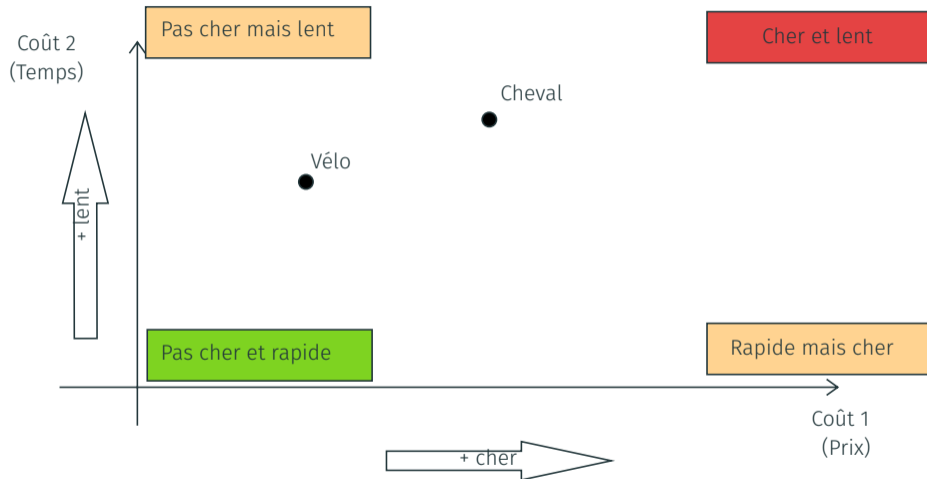 Coût 2
(Temps)
Pas cher mais lent
Cher et lent
Cheval
Vélo
+ lent
Pas cher et rapide
Rapide mais cher
Coût 1
(Prix)
+ cher